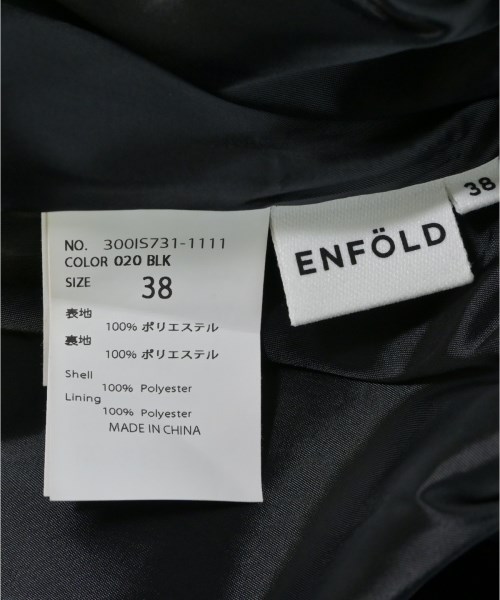 NO. 300IS731-1111
COLOR 020 BLK
SIZE 38
表地
100% ポリエステル
裏地
100% ポリエステル
Shell
100% Polyester
Lining
100% Polyester
MADE IN CHINA
ENFÖLD
38